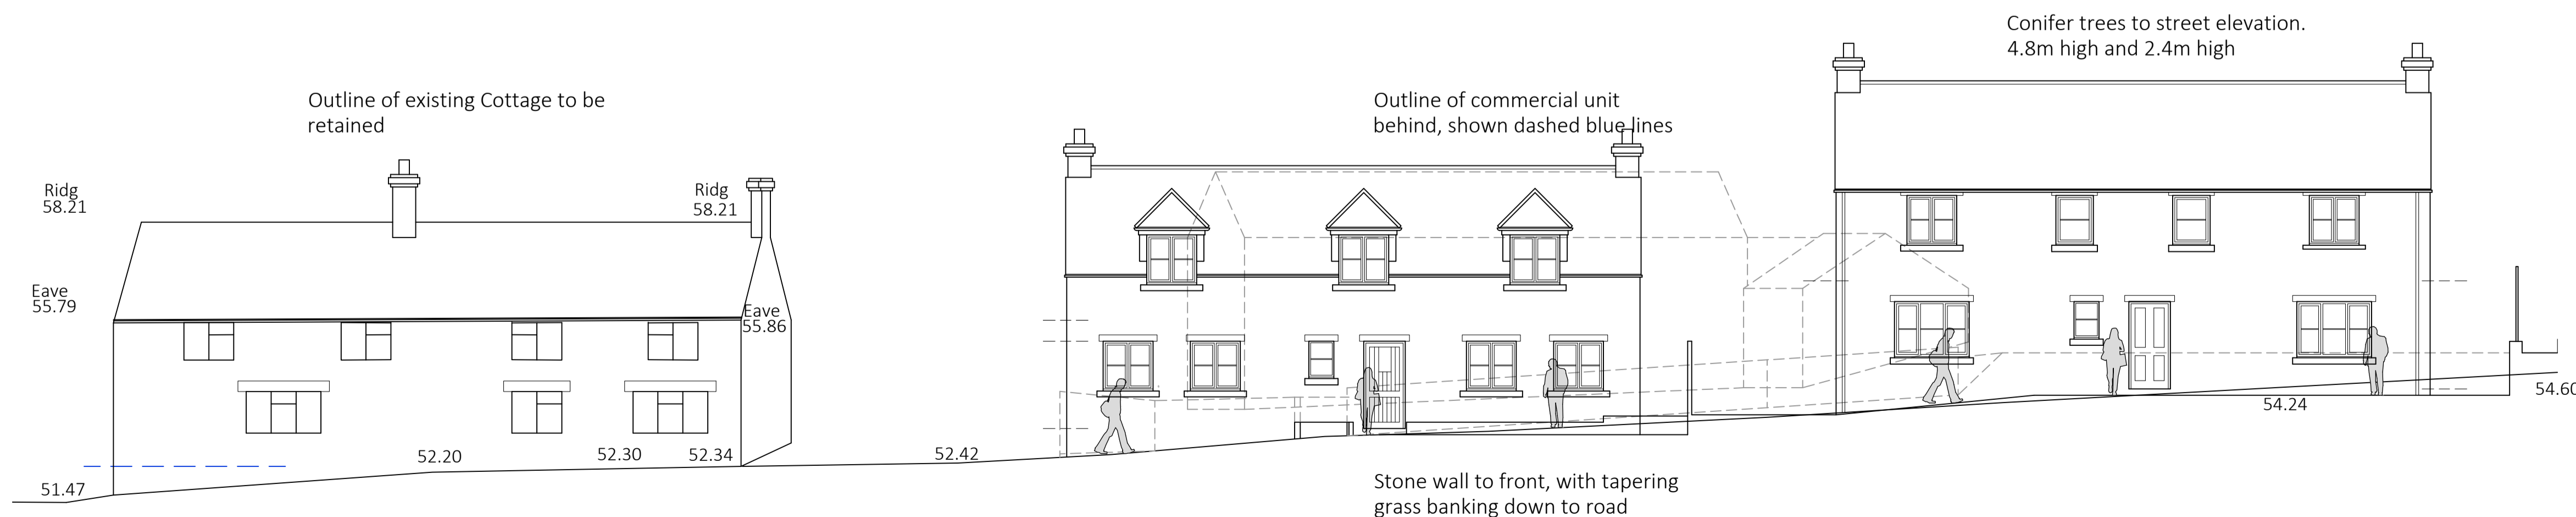 Conifer trees to street elevation.
4.8m high and 2.4m high
Outline of existing Cottage to be
retained
Outline of commercial unit
behind, shown dashed blue lines
Ridg
58.21
Ridg
58.21
Eave
55.79
Eave
55.86
51.47
52.20
52.30
52.34
52.42
54.24
54.60
Stone wall to front, with tapering
grass banking down to road